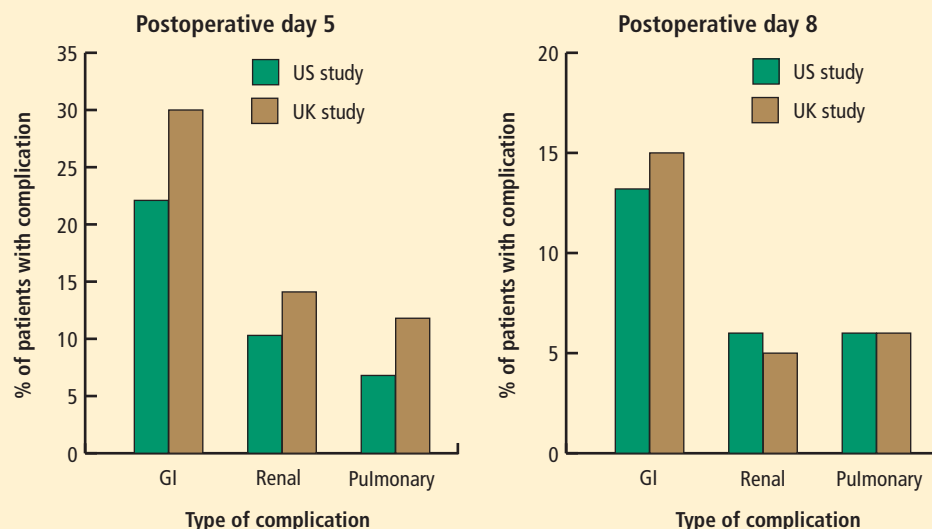 Postoperative day 5
35
30
25
20
15
10
5
0
% of patients with complication
US study
UK study
GI
Renal
Pulmonary
Type of complication
Postoperative day 8
20
15
10
5
0
% of patients with complication
US study
UK study
GI
Renal
Pulmonary
Type of complication